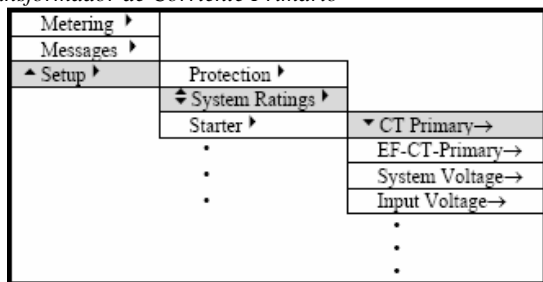 nsformador de Corriente Primario
Metering ▶
Messages ▶
▲ Setup ▶ Protection ▶
◆ System Ratings ▶
Starter ▶ ▼ CT Primary→
• EF-CT-Primary→
• System Voltage→
• Input Voltage→
•
•
•